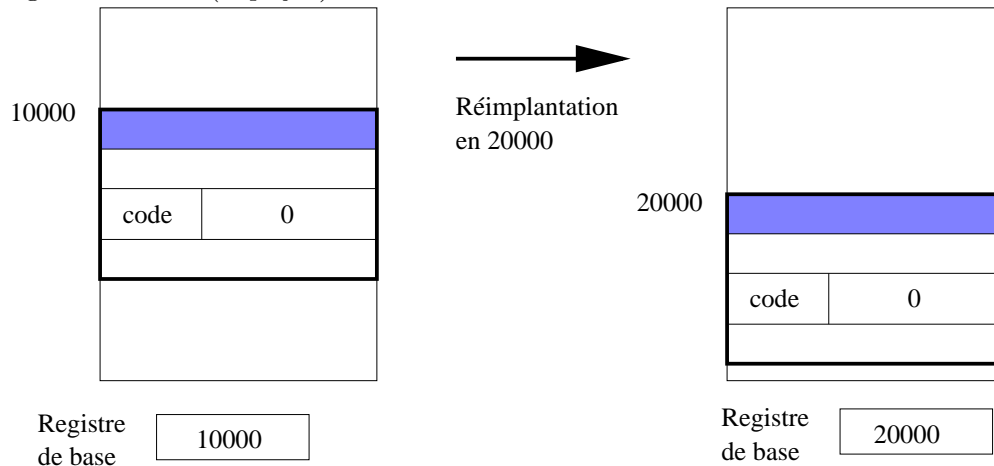 10000
code 0
Registre
de base
10000
Réimplantation
en 20000
20000
code 0
Registre
de base
20000